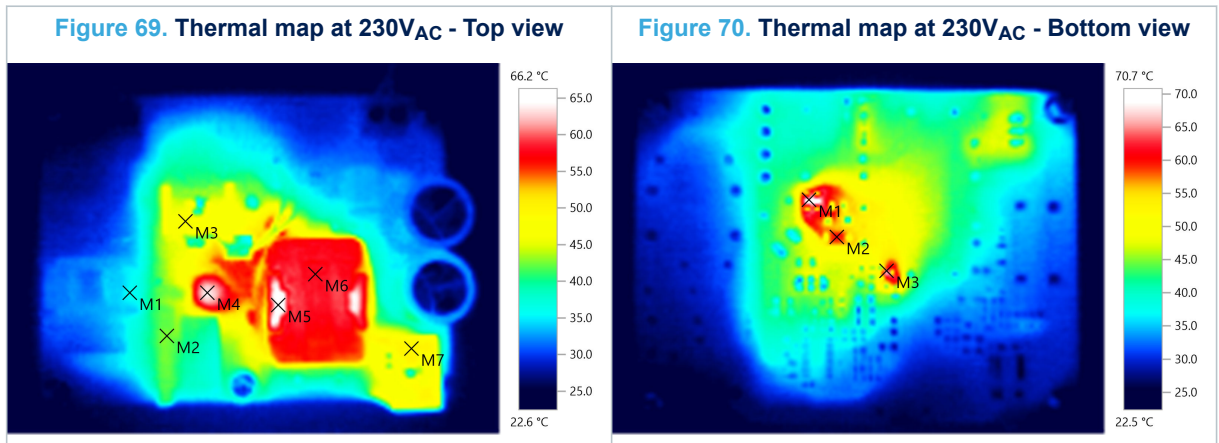 Figure 69. Thermal map at 230VAC - Top view
66.2 °C
65.0
60.0
55.0
50.0
45.0
40.0
35.0
30.0
25.0
22.6 °C
M3
M4
M6
M1
M5
M2
M7
Figure 70. Thermal map at 230VAC - Bottom view
70.7 °C
70.0
65.0
60.0
55.0
50.0
45.0
40.0
35.0
30.0
25.0
22.5 °C
M1
M2
M3